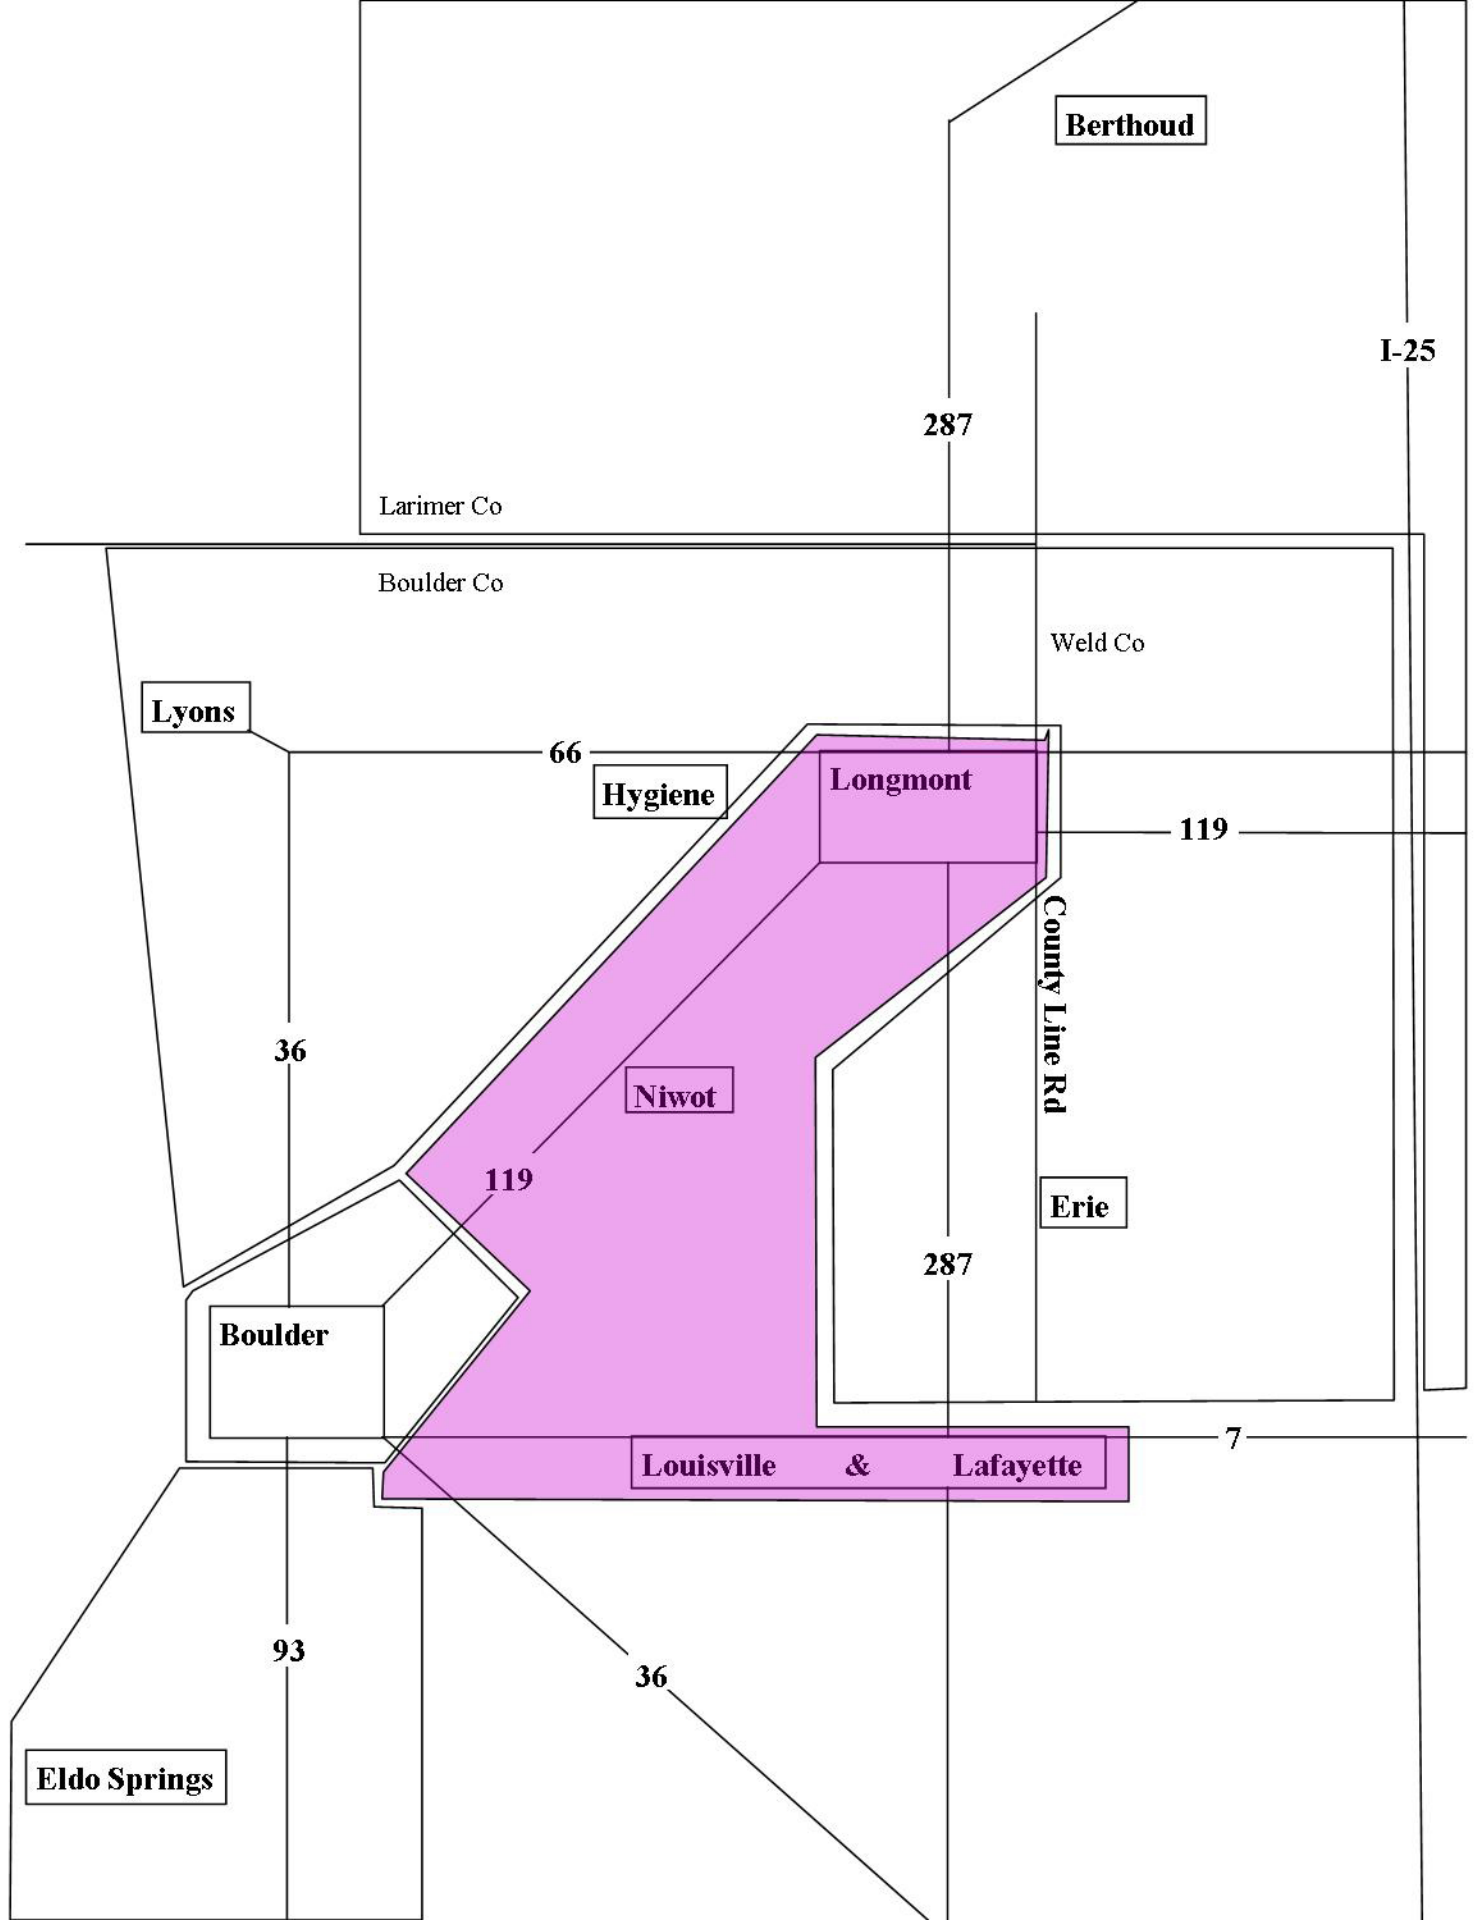 Berthoud
I-25
287
Larimer Co
Boulder Co
Weld Co
Lyons
66
Hygiene
Longmont
119
County Line Rd
36
Niwot
119
Erie
287
Boulder
7
Louisville & Lafayette
93
36
Eldo Springs